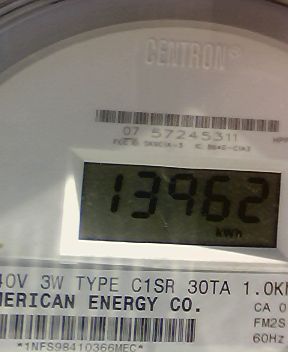 CENTRON®
07 57245311
13962
kWh
40V 3W TYPE C1SR 30TA 1.0K
MERICAN ENERGY CO.
CA 0
FM2S
60Hz
*1NFS98410366MEC*